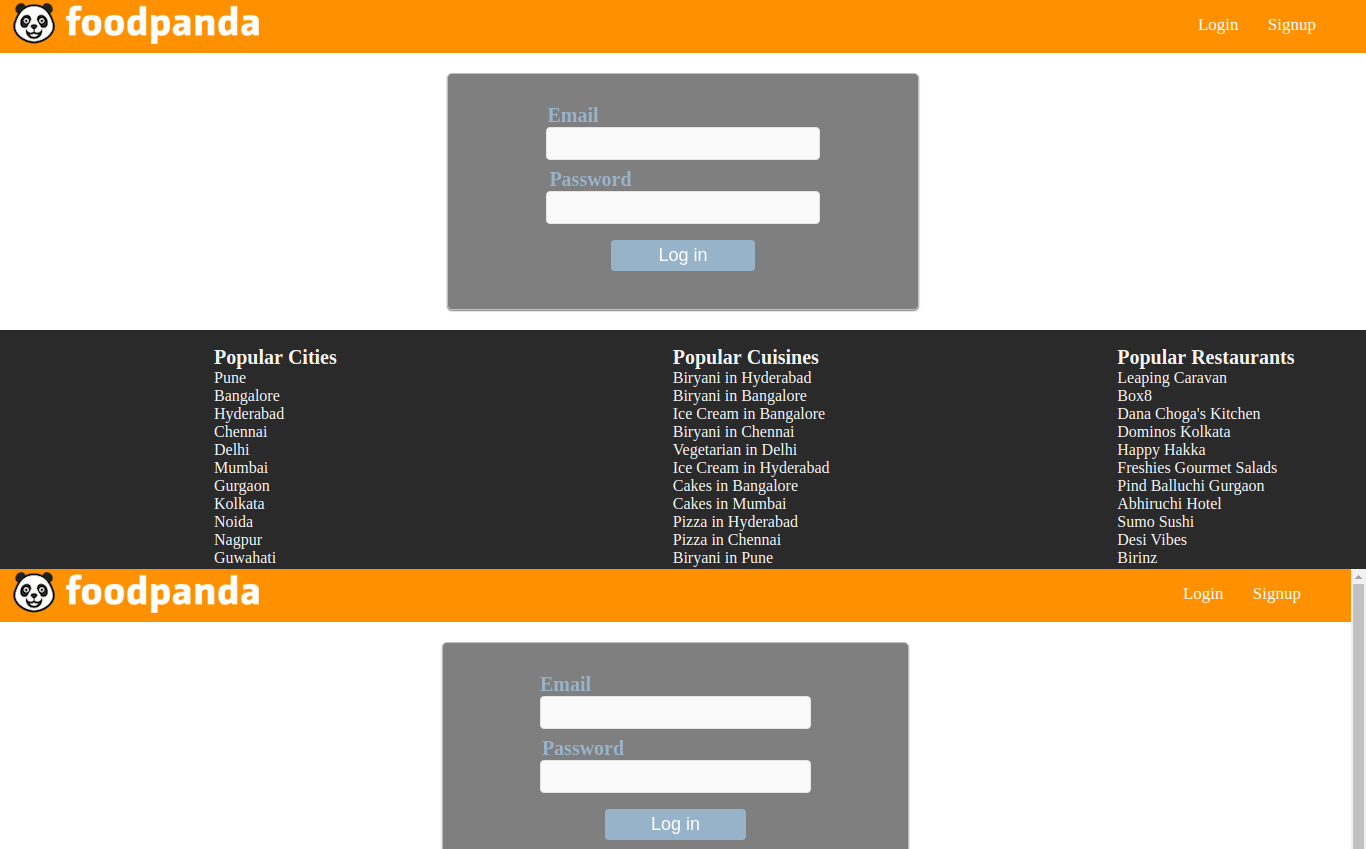 foodpanda
Login Signup
Email
Password
Log in
Popular Cities
Pune
Bangalore
Hyderabad
Chennai
Delhi
Mumbai
Gurgaon
Kolkata
Noida
Nagpur
Guwahati
Popular Cuisines
Biryani in Hyderabad
Biryani in Bangalore
Ice Cream in Bangalore
Biryani in Chennai
Vegetarian in Delhi
Ice Cream in Hyderabad
Cakes in Bangalore
Cakes in Mumbai
Pizza in Hyderabad
Pizza in Chennai
Biryani in Pune
Popular Restaurants
Leaping Caravan
Box8
Dana Choga's Kitchen
Dominos Kolkata
Happy Hakka
Freshies Gourmet Salads
Pind Balluchi Gurgaon
Abhiruchi Hotel
Sumo Sushi
Desi Vibes
Birinz
foodpanda
Login Signup
Email
Password
Log in